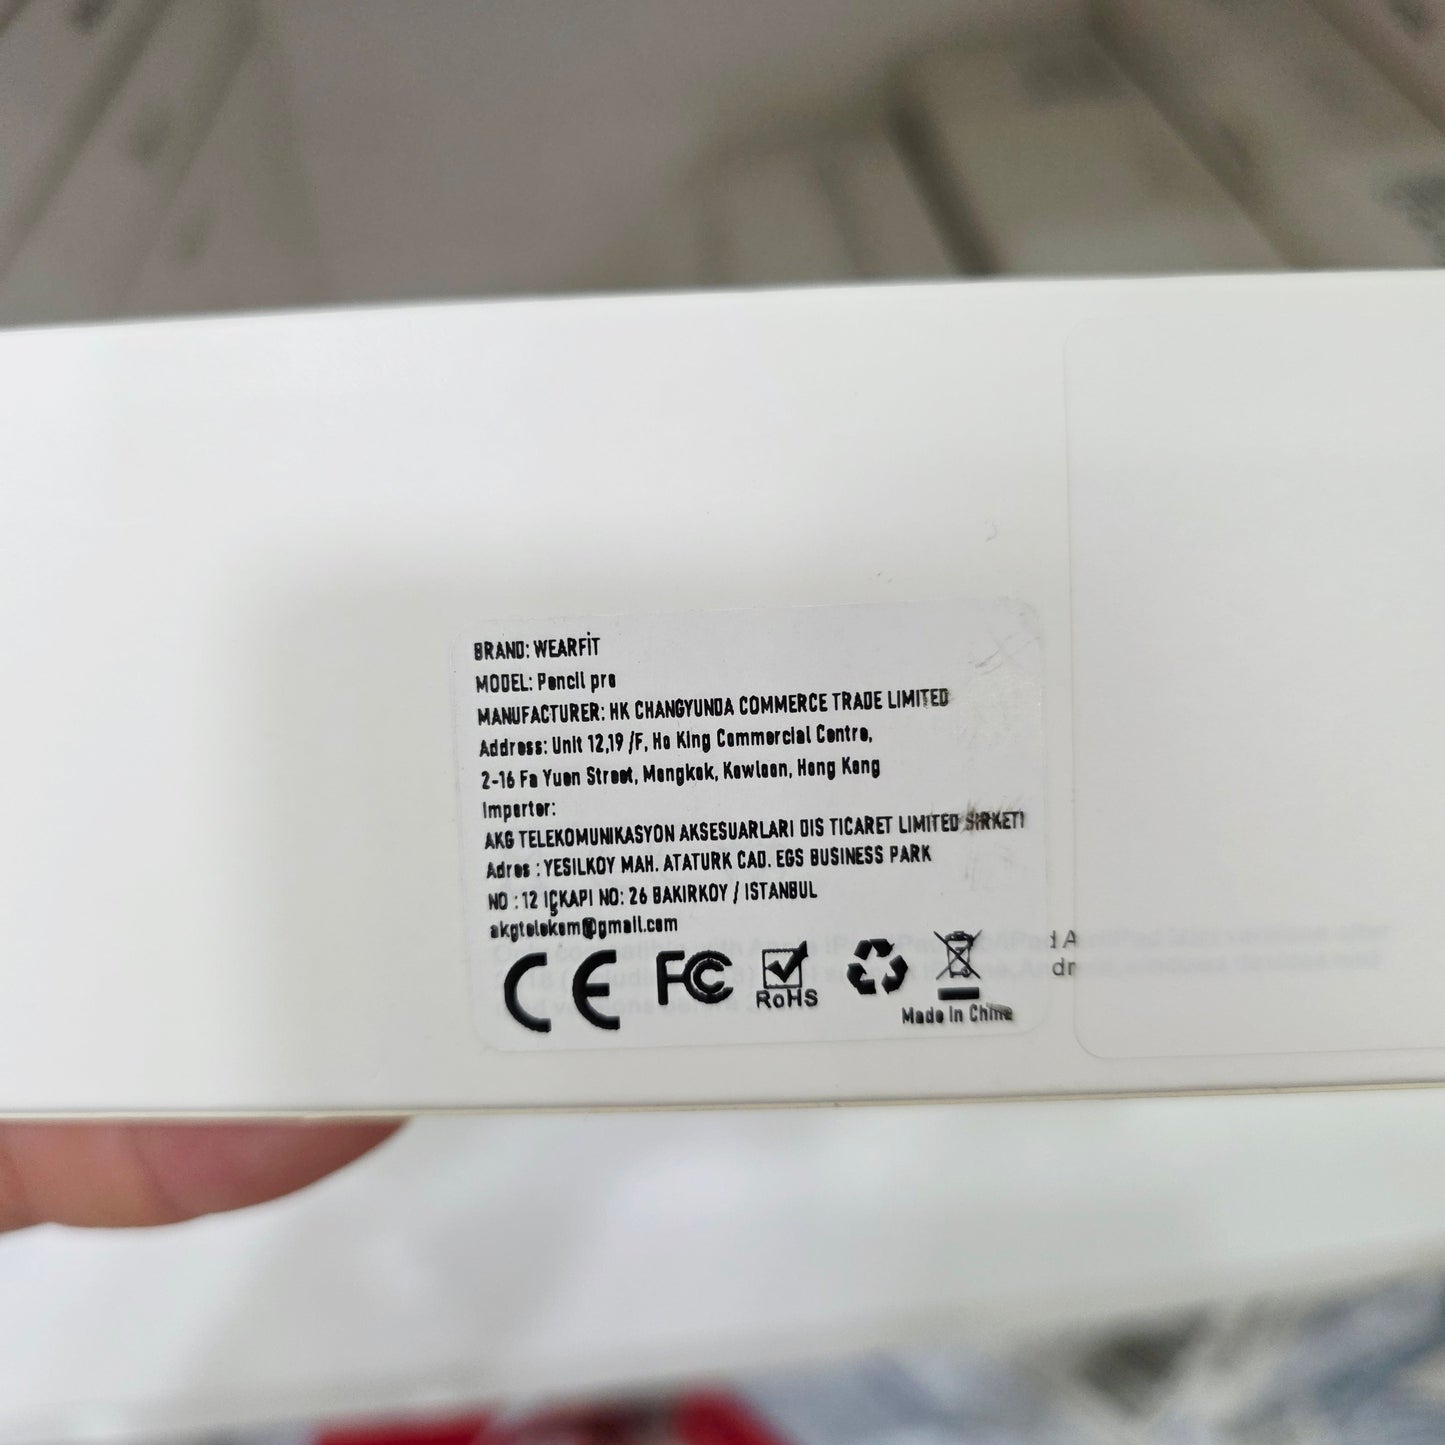 BRAND: WEARFİT
MODEL: Pencil pro
MANUFACTURER: HK CHANGYUNDA COMMERCE TRADE LIMITED
Address: Unit 12,19 /F, Ho King Commercial Centre,
2-16 Fa Yuen Street, Mongkok, Kowloon, Hong Kong
Importer:
AKG TELEKOMUNIKASYON AKSESUARLARI DIS TICARET LIMITED SIRKETI
Adres : YESILKOY MAH. ATATURK CAD. EGS BUSINESS PARK
NO : 12 IÇKAPI NO: 26 BAKIRKOY / ISTANBUL
akgtelekom@gmail.com
CE FC RoHS
Made In China